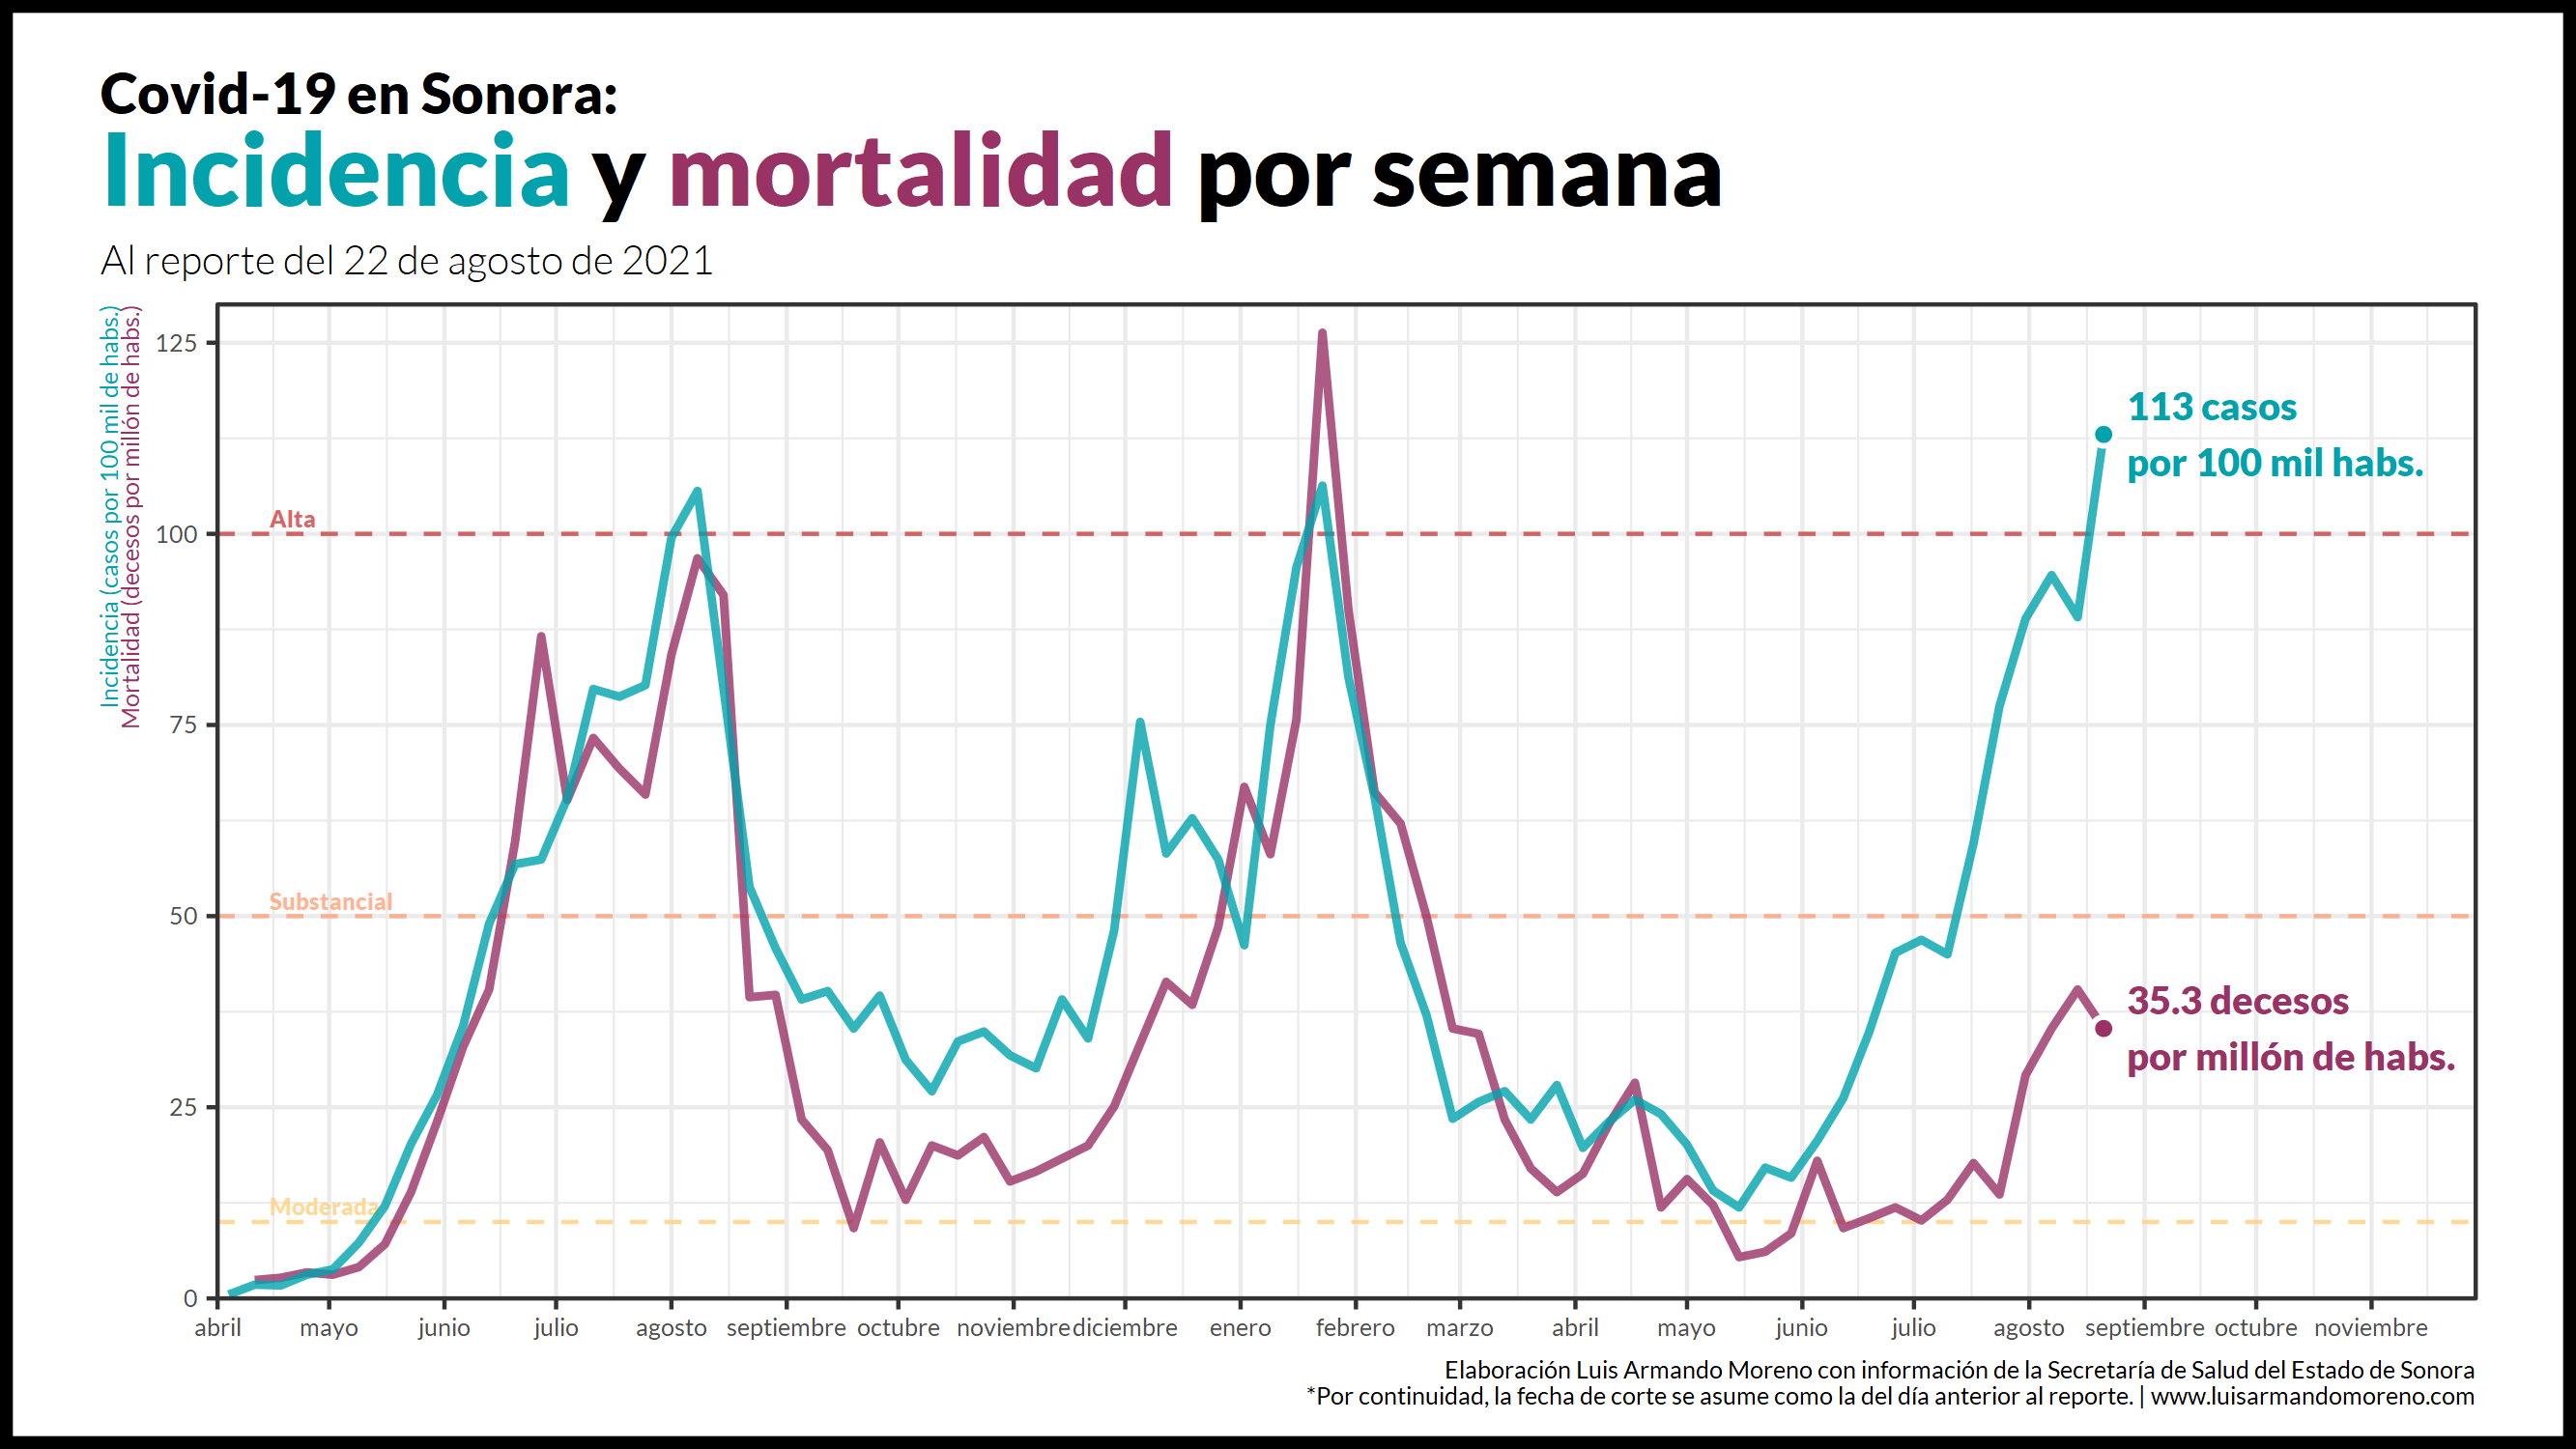 Covid-19 en Sonora:
Incidencia y mortalidad por semana
Al reporte del 22 de agosto de 2021
Incidencia (casos por 100 mil de habs.)
Mortalidad (decesos por millón de habs.)
125
100
75
50
25
0
Alta
Substancial
Moderada
113 casos
por 100 mil habs.
35.3 decesos
por millón de habs.
abril mayo junio julio agosto septiembre octubre noviembre diciembre enero febrero marzo abril mayo junio julio agosto septiembre octubre noviembre
Elaboración Luis Armando Moreno con información de la Secretaría de Salud del Estado de Sonora
*Por continuidad, la fecha de corte se asume como la del día anterior al reporte. | www.luisarmandomoreno.com